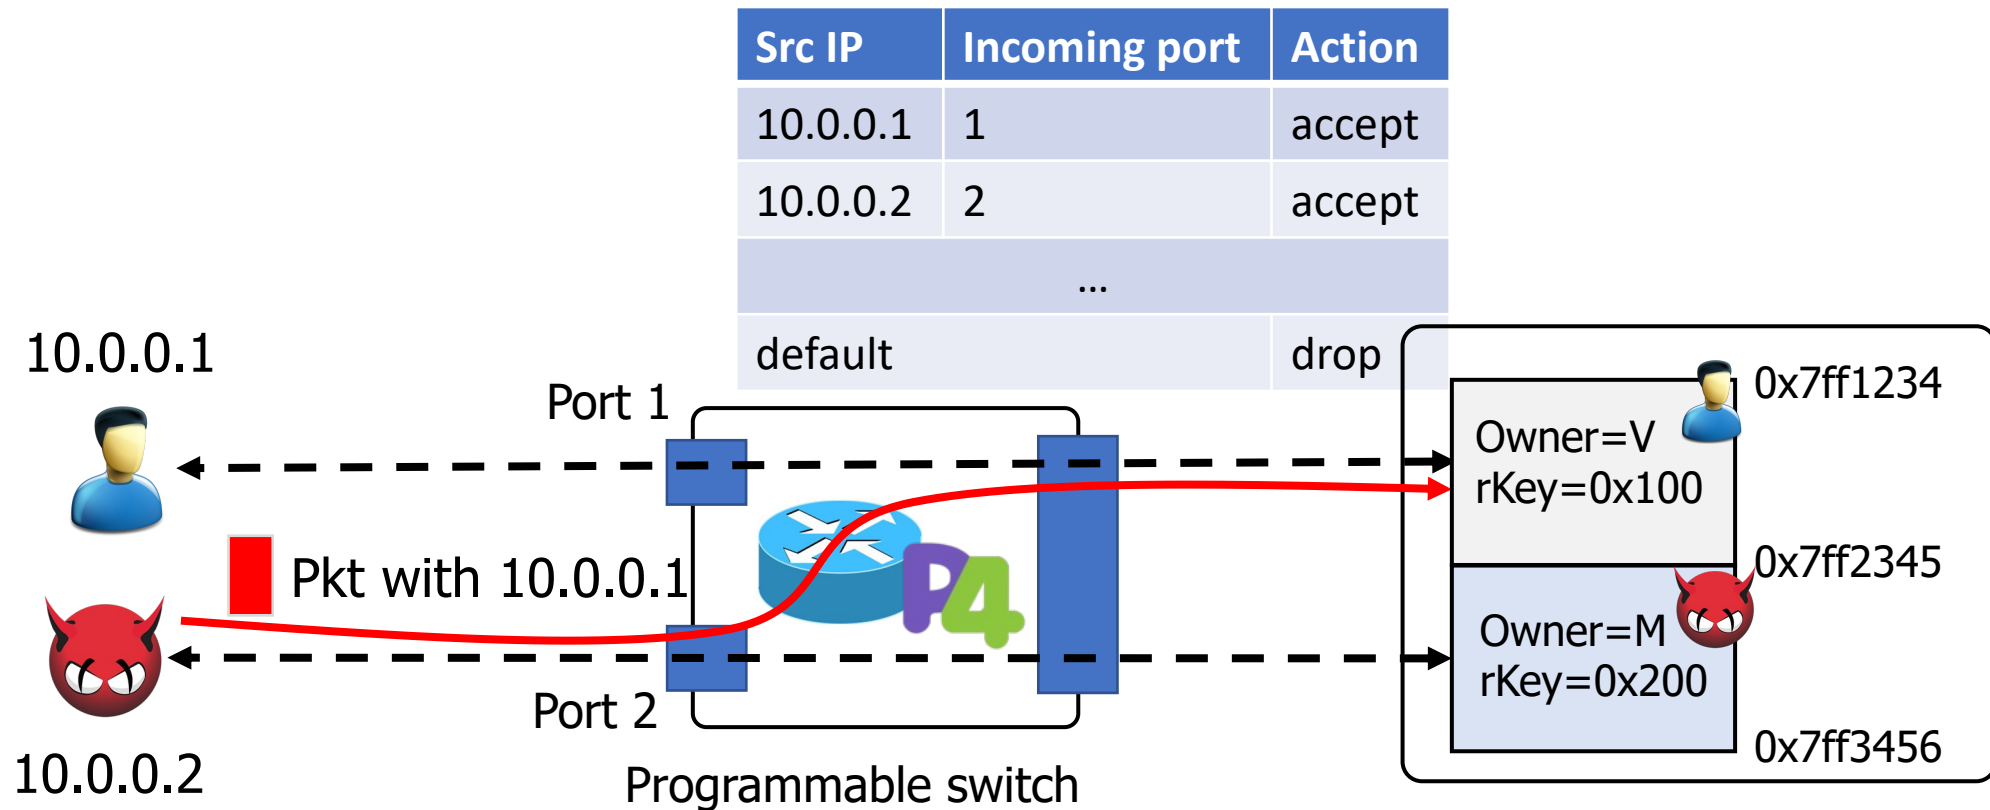 Src IP Incoming port Action
10.0.0.1 1 accept
10.0.0.2 2 accept
...
default drop
10.0.0.1
Port 1
0x7ff1234
Owner=V
rKey=0x100
Pkt with 10.0.0.1
P4
0x7ff2345
Owner=M
rKey=0x200
Port 2
0x7ff3456
10.0.0.2
Programmable switch